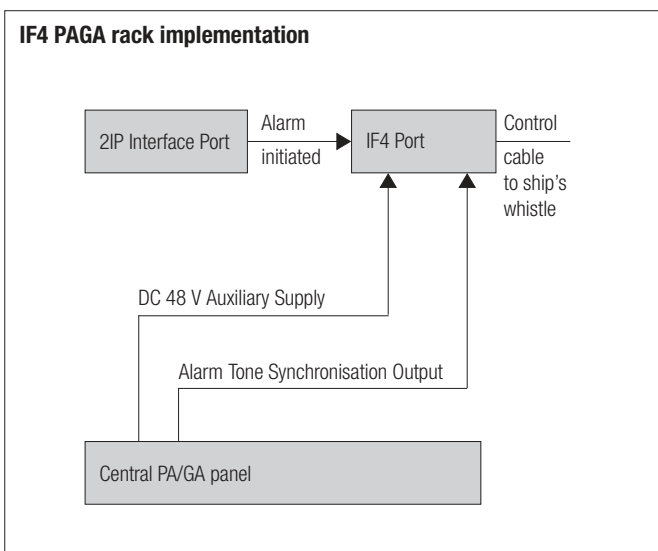 IF4 PAGA rack implementation
2IP Interface Port
Alarm
initiated
IF4 Port
Control
cable
to ship's
whistle
DC 48 V Auxiliary Supply
Alarm Tone Synchronisation Output
Central PA/GA panel